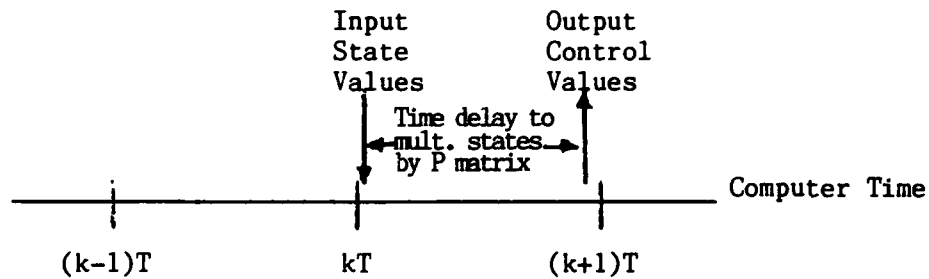 Input
State
Values
Output
Control
Values
Time delay to
mult. states
by P matrix
Computer Time
(k-1)T
kT
(k+1)T